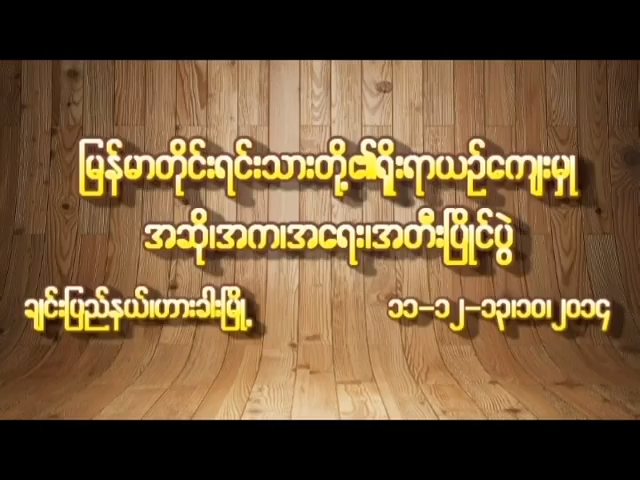 မြန်မာတိုင်းရင်းသားတို့၏ရိုးရာယဉ်ကျေးမှု
အဆို၊အက၊အရေး၊အတီးပြိုင်ပွဲ
ချင်းပြည်နယ်၊ဟားခါးမြို့
၁၁-၁၂-၁၃၊၁၀၊၂၀၁၄